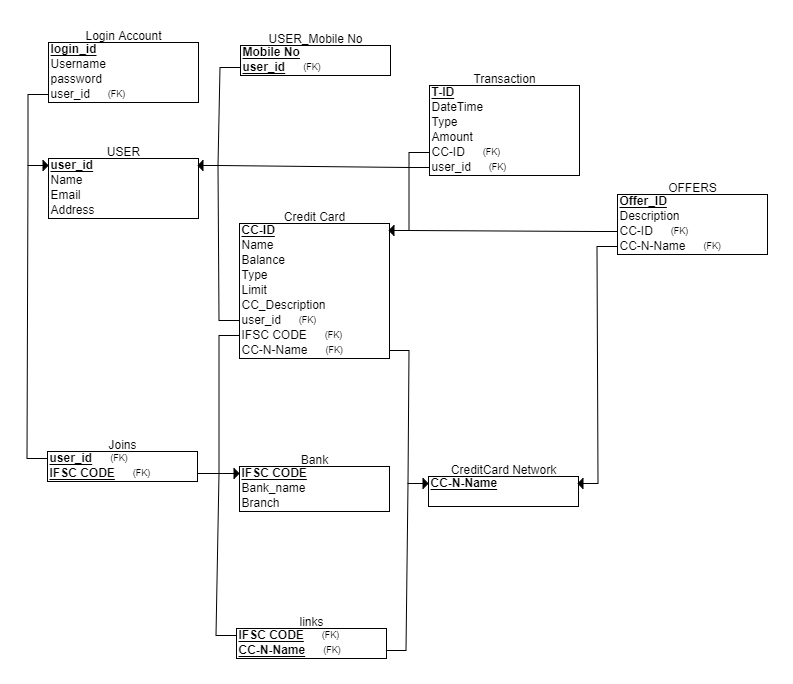 Login Account
login_id
Username
password
user_id (FK)
USER_Mobile No
Mobile No
user_id (FK)
Transaction
T-ID
DateTime
Type
Amount
CC-ID (FK)
user_id (FK)
USER
user_id
Name
Email
Address
OFFERS
Offer_ID
Description
CC-ID (FK)
CC-N-Name (FK)
Credit Card
CC-ID
Name
Balance
Type
Limit
CC_Description
user_id (FK)
IFSC CODE (FK)
CC-N-Name (FK)
Joins
user_id (FK)
IFSC CODE (FK)
Bank
IFSC CODE
Bank_name
Branch
CreditCard Network
CC-N-Name
links
IFSC CODE (FK)
CC-N-Name (FK)